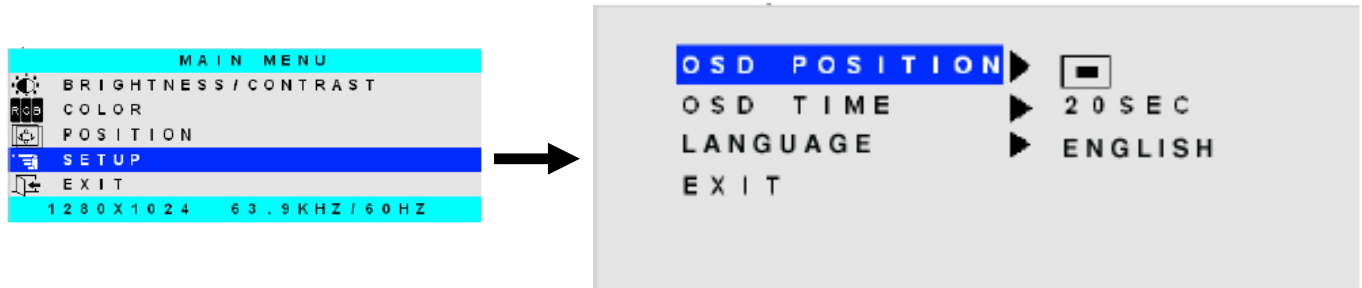 MAIN MENU
BRIGHTNESS/CONTRAST
RGB COLOR
POSITION
SETUP
EXIT
1280X1024 63.9KHZ/60HZ
OSD POSITION
OSD TIME 20SEC
LANGUAGE ENGLISH
EXIT